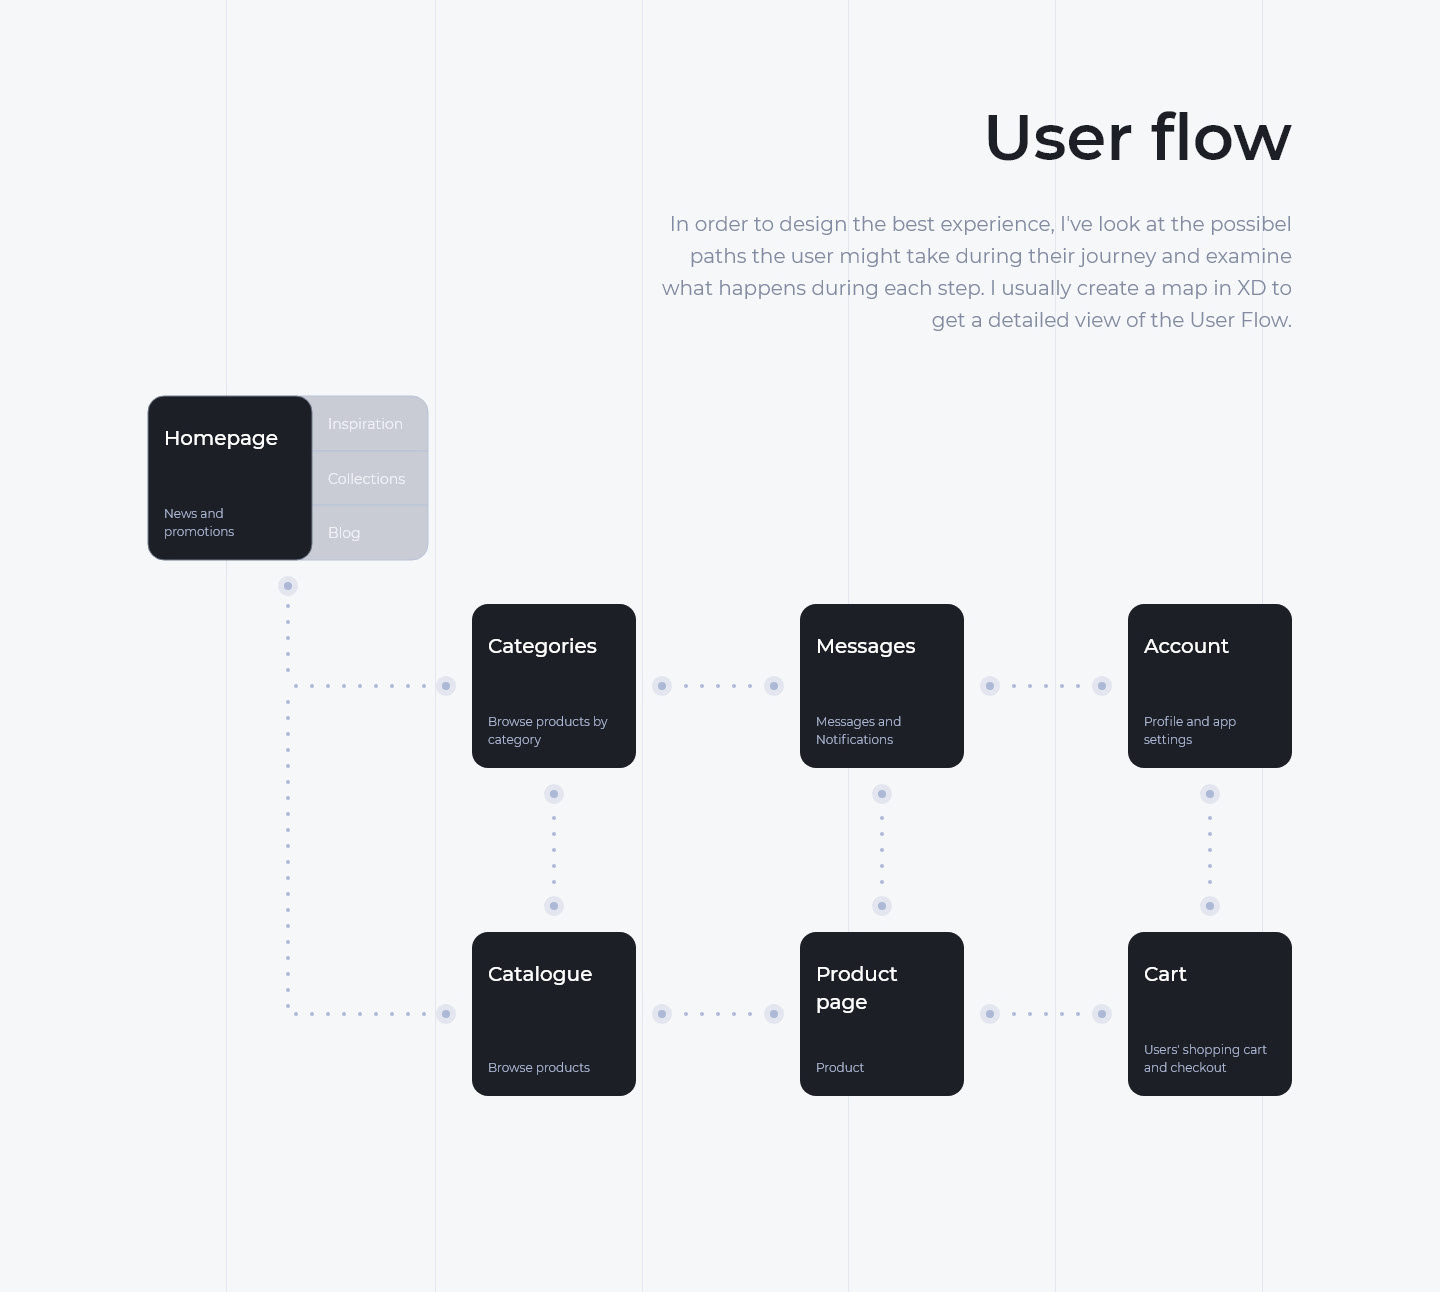 User flow
In order to design the best experience, I've look at the possibel
paths the user might take during their journey and examine
what happens during each step. I usually create a map in XD to
get a detailed view of the User Flow.
Homepage
News and
promotions
Inspiration
Collections
Blog
Categories
Browse products by
category
Messages
Messages and
Notifications
Account
Profile and app
settings
Catalogue
Browse products
Product
page
Product
Cart
Users' shopping cart
and checkout